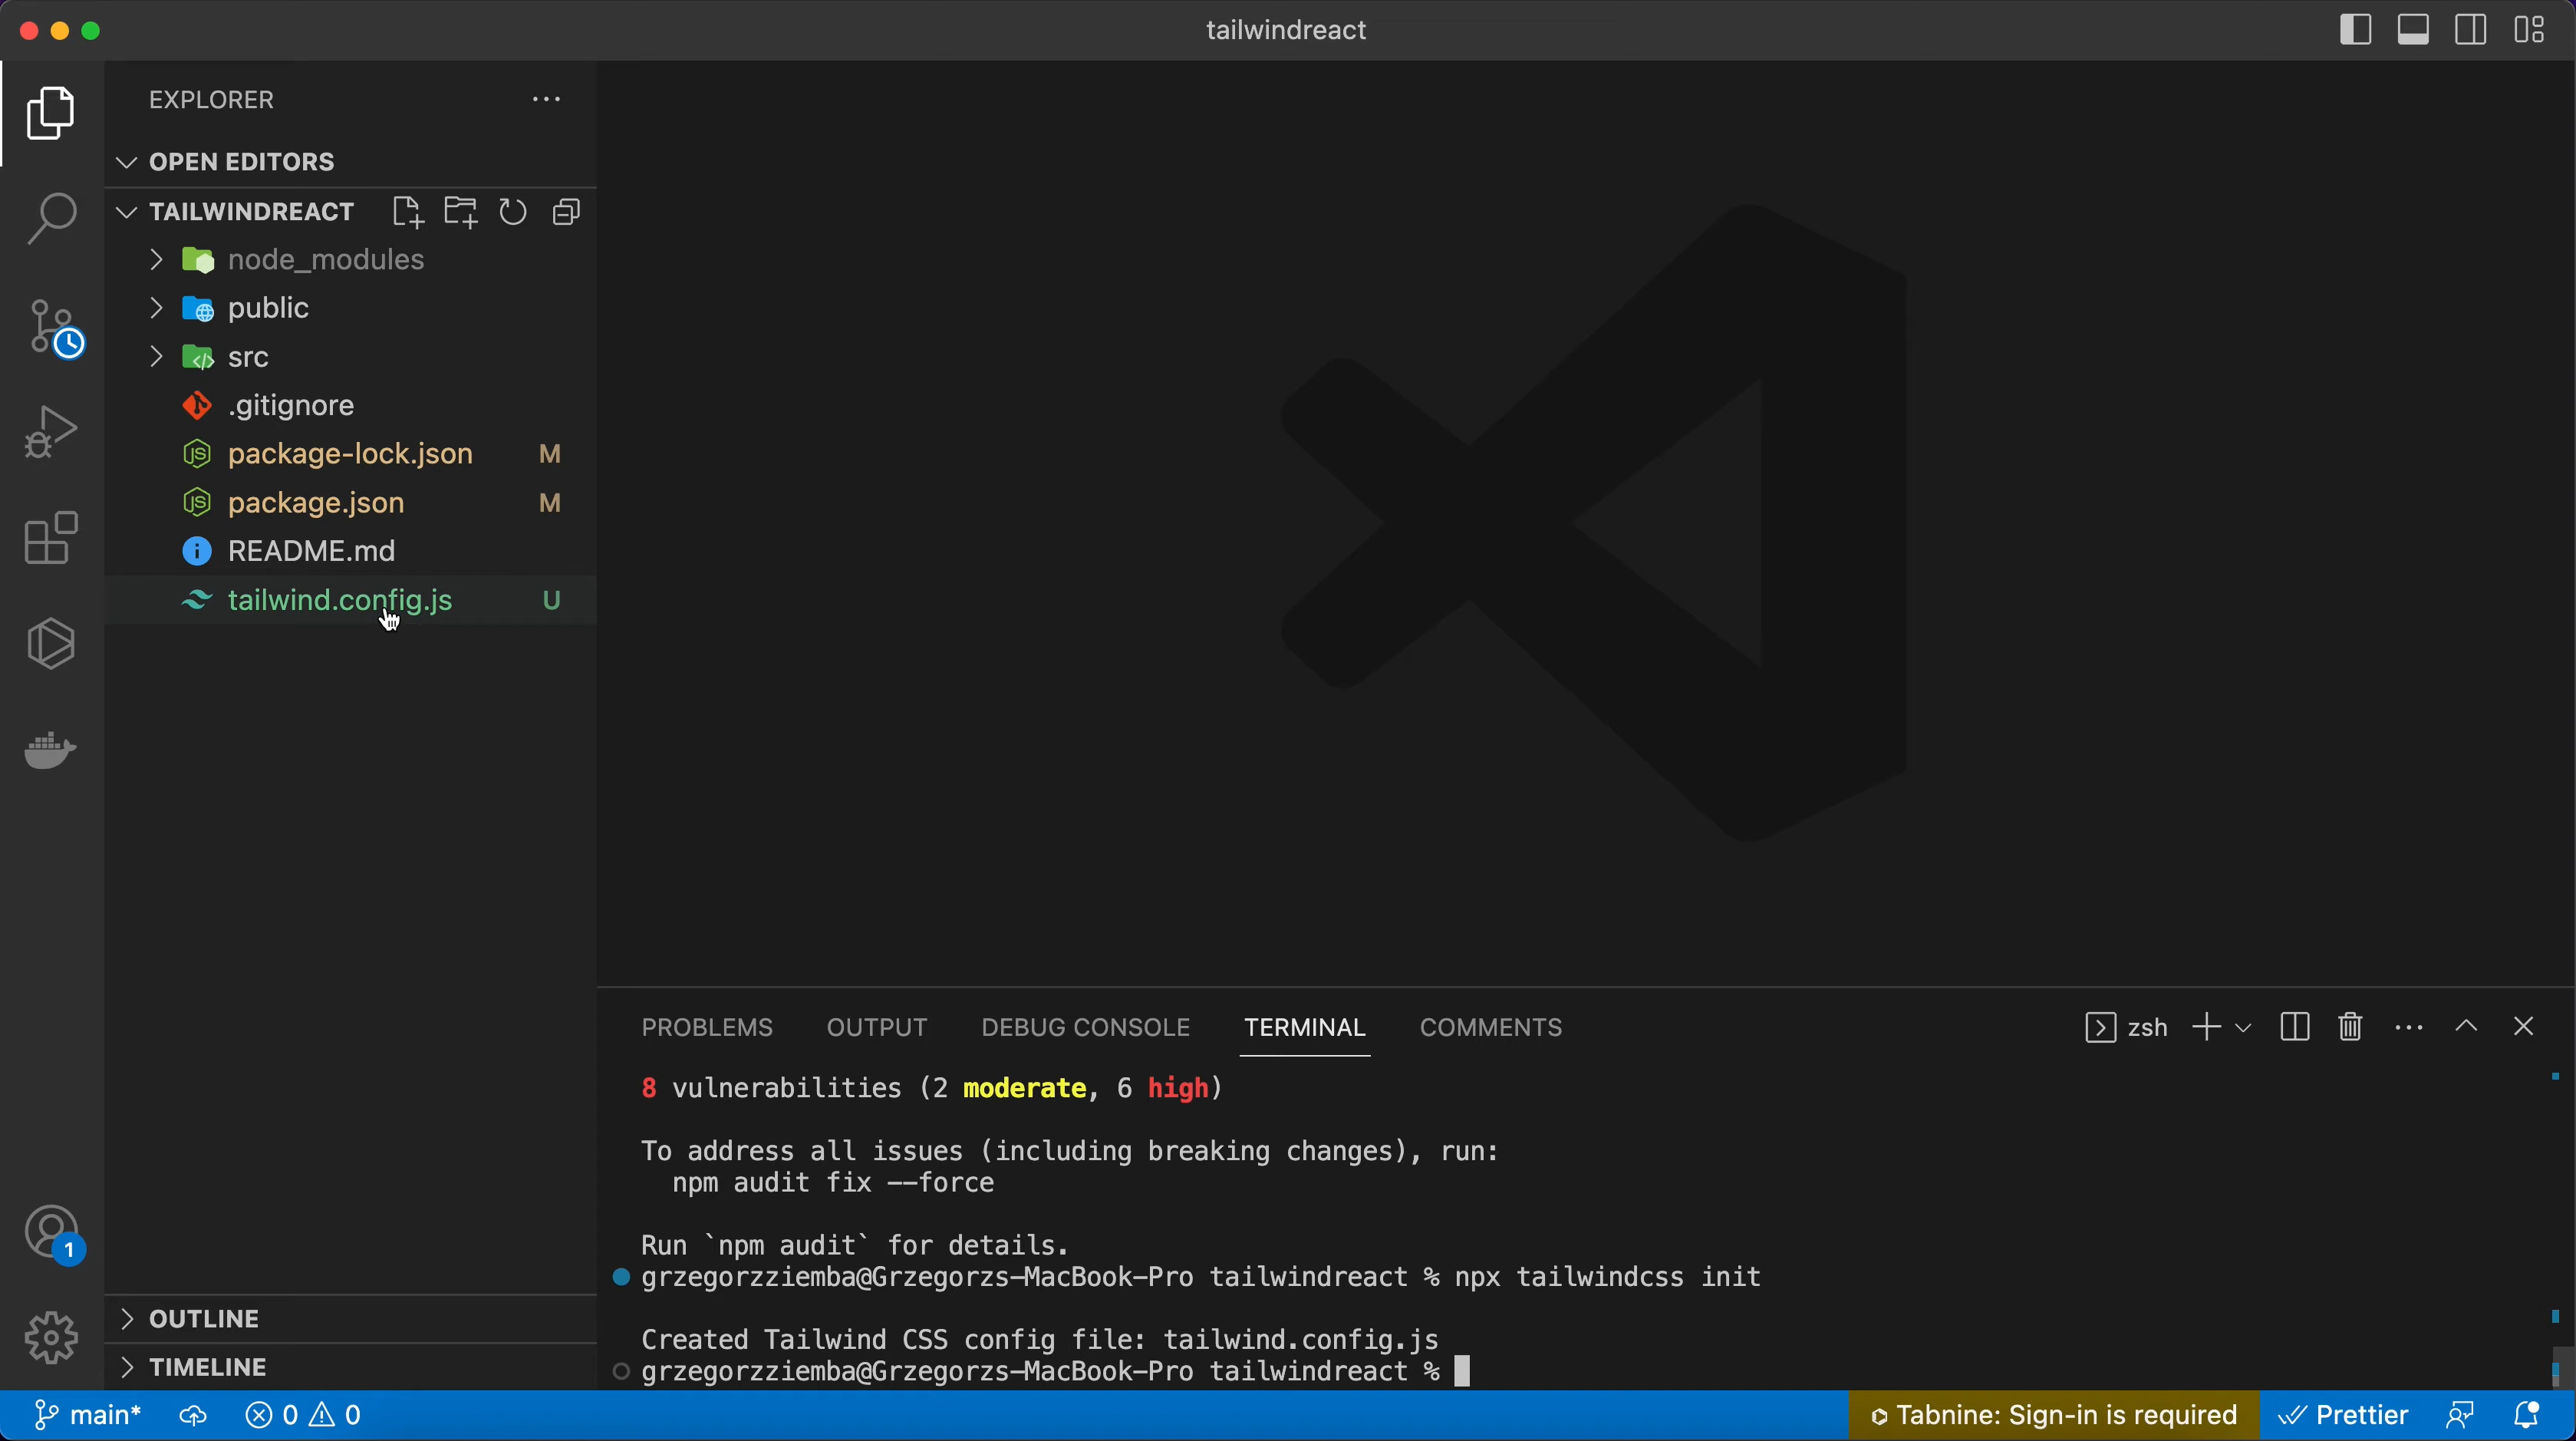 tailwindreact
EXPLORER
OPEN EDITORS
TAILWINDREACT
node_modules
public
src
.gitignore
package-lock.json M
package.json M
README.md
tailwind.config.js U
OUTLINE
TIMELINE
PROBLEMS OUTPUT DEBUG CONSOLE TERMINAL COMMENTS zsh
8 vulnerabilities (2 moderate, 6 high)
To address all issues (including breaking changes), run:
npm audit fix --force
Run `npm audit` for details.
grzegorzziemba@Grzegorzs-MacBook-Pro tailwindreact % npx tailwindcss init
Created Tailwind CSS config file: tailwind.config.js
grzegorzziemba@Grzegorzs-MacBook-Pro tailwindreact %
1
main* 0 0 Tabnine: Sign-in is required Prettier